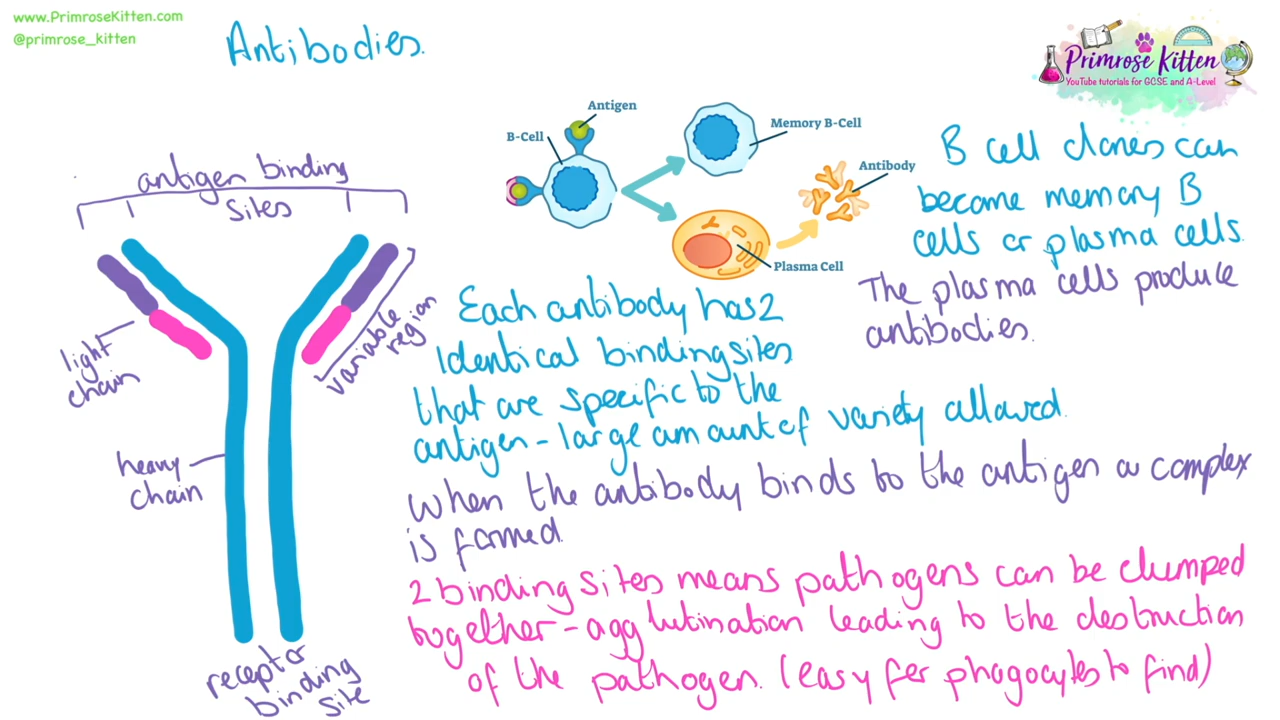 www.PrimroseKitten.com
@primrose_kitten
Antibodies.
Primrose Kitten
YouTube tutorials for GCSE and A-Level
antigen binding
sites
light
chain
variable
region
heavy
chain
receptor
binding
site
Antigen
B-Cell
Memory B-Cell
Antibody
Plasma Cell
B cell clones can
become memory B
cells or plasma cells.
The plasma cells produce
antibodies.
Each antibody has 2
identical binding sites
that are specific to the
antigen - large amount of variety allowed.
When the antibody binds to the antigen a complex
is formed.
2 binding sites means pathogens can be clumped
together - agglutination leading to the destruction
of the pathogen. (easy for phagocytes to find)